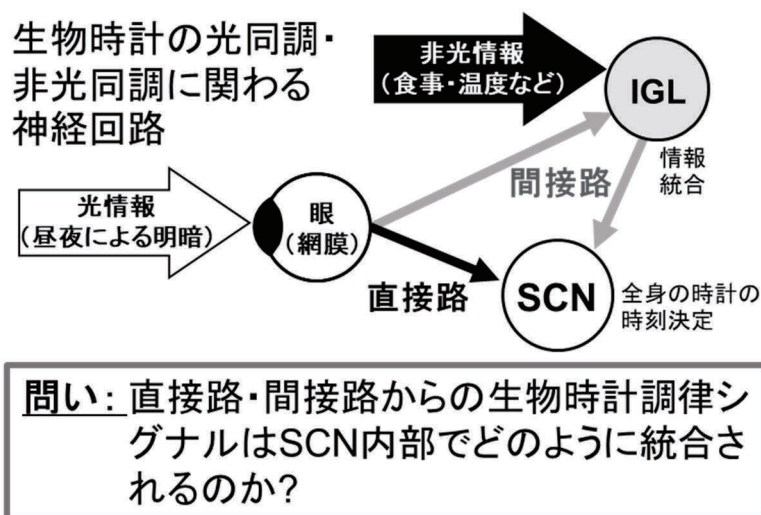 生物時計の光同調・
非光同調に関わる
神経回路
非光情報
（食事・温度など）
IGL
情報
統合
間接路
光情報
（昼夜による明暗）
眼
（網膜）
直接路
SCN
全身の時計の
時刻決定
問い：直接路・間接路からの生物時計調律シ
グナルはSCN内部でどのように統合さ
れるのか？